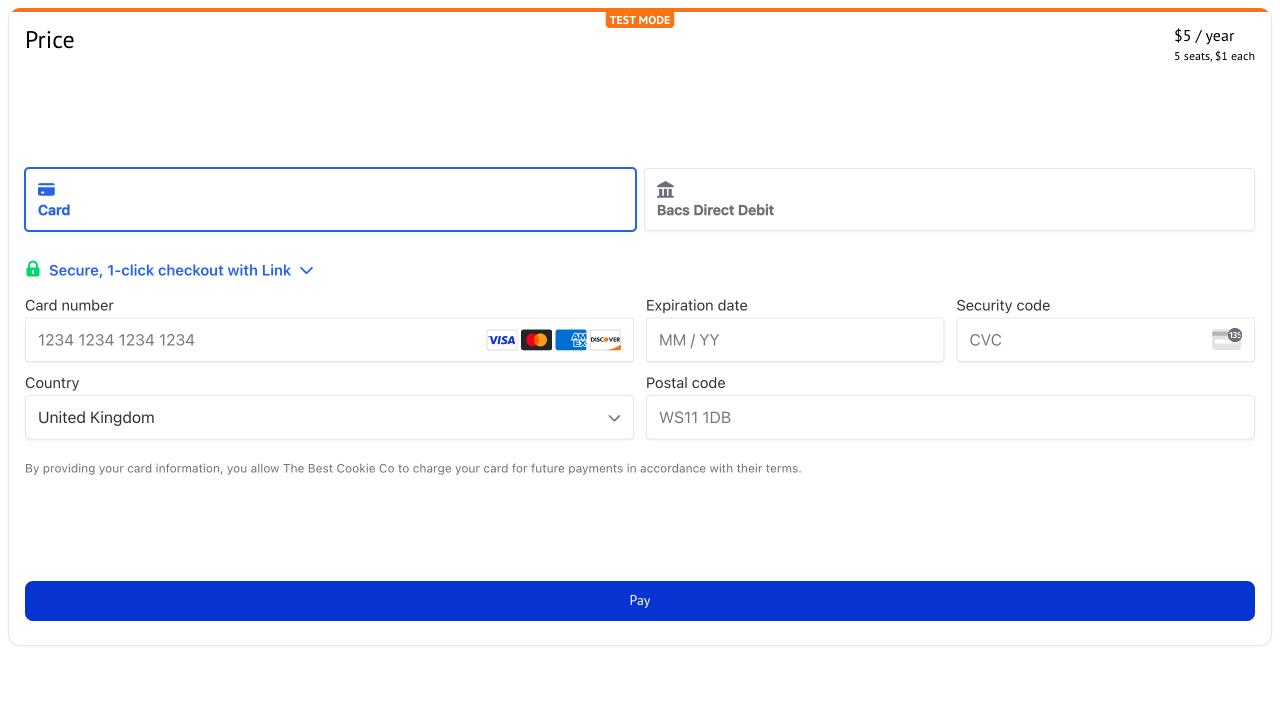 TEST MODE
Price
$5 / year
5 seats, $1 each
Card
Bacs Direct Debit
Secure, 1-click checkout with Link
Card number
Expiration date
Security code
1234 1234 1234 1234
VISA
AM EX
DISCOVER
MM / YY
CVC
135
Country
Postal code
United Kingdom
WS11 1DB
By providing your card information, you allow The Best Cookie Co to charge your card for future payments in accordance with their terms.
Pay